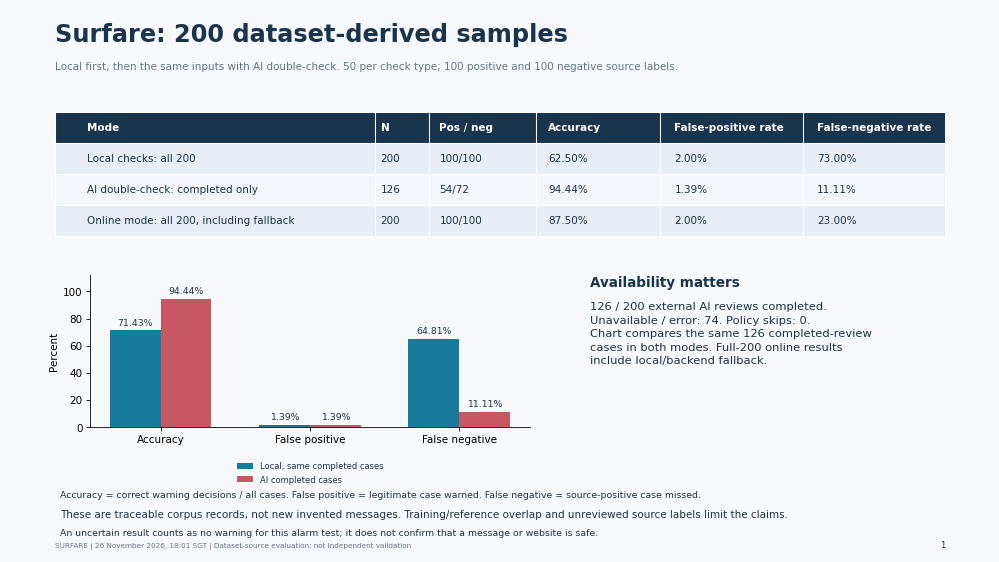 Surfare: 200 dataset-derived samples
Local first, then the same inputs with AI double-check. 50 per check type; 100 positive and 100 negative source labels.
Mode N Pos / neg Accuracy False-positive rate False-negative rate
Local checks: all 200 200 100/100 62.50% 2.00% 73.00%
AI double-check: completed only 126 54/72 94.44% 1.39% 11.11%
Online mode: all 200, including fallback 200 100/100 87.50% 2.00% 23.00%
Percent
100
80
60
40
20
0
71.43% 94.44%
1.39% 1.39%
64.81% 11.11%
Accuracy False positive False negative
Local, same completed cases
AI completed cases
Availability matters
126 / 200 external AI reviews completed.
Unavailable / error: 74. Policy skips: 0.
Chart compares the same 126 completed-review
cases in both modes. Full-200 online results
include local/backend fallback.
Accuracy = correct warning decisions / all cases. False positive = legitimate case warned. False negative = source-positive case missed.
These are traceable corpus records, not new invented messages. Training/reference overlap and unreviewed source labels limit the claims.
An uncertain result counts as no warning for this alarm test; it does not confirm that a message or website is safe.
SURFARE | 26 November 2026, 18:01 SGT | Dataset-source evaluation; not independent validation 1